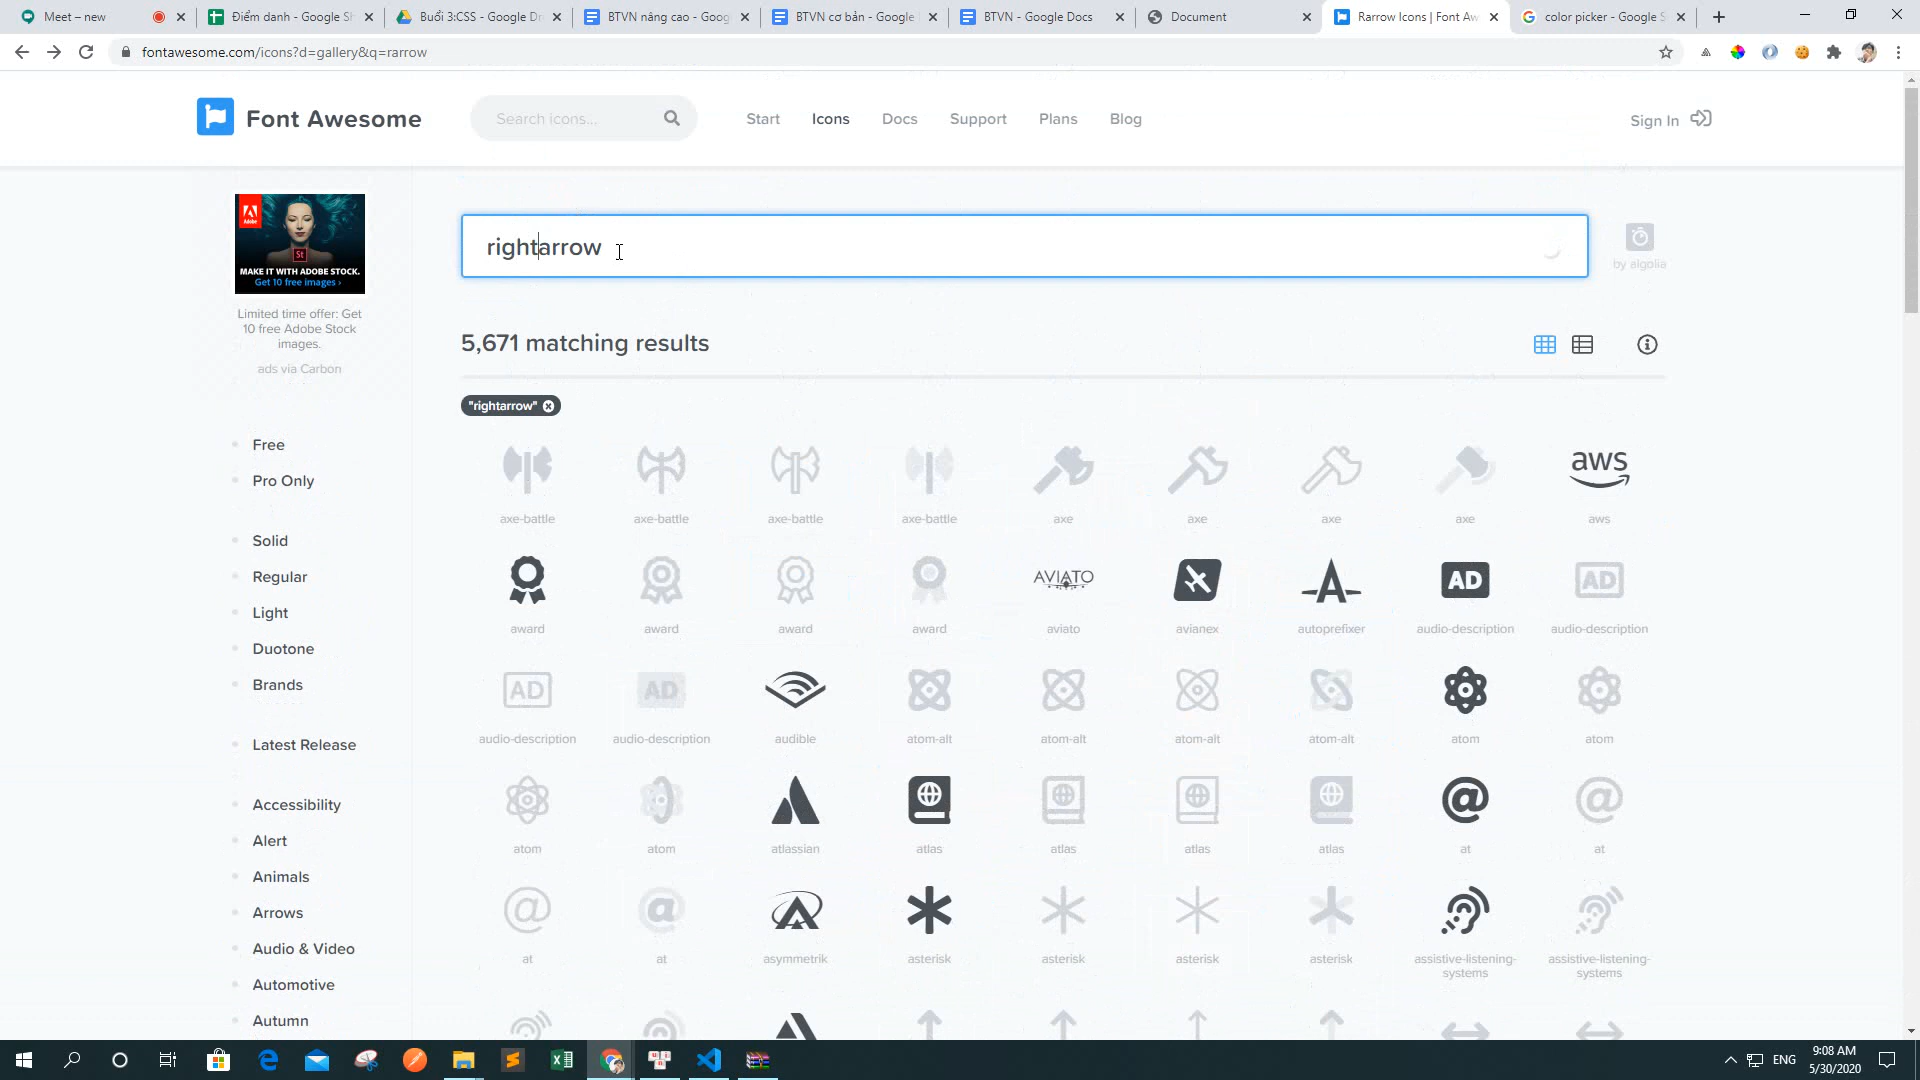 Meet – new
Điểm danh - Google Sh
Buổi 3:CSS - Google Dr
BTVN nâng cao - Goog
BTVN cơ bản - Google
BTVN - Google Docs
Document
Rarrow Icons | Font Aw
color picker - Google S
fontawesome.com/icons?d=gallery&q=rarrow
Font Awesome
Search icons...
Start
Icons
Docs
Support
Plans
Blog
Sign In
MAKE IT WITH ADOBE STOCK.
Get 10 free images ›
Adobe
St
Limited time offer: Get
10 free Adobe Stock
images.
ads via Carbon
rightarrow
by algolia
5,671 matching results
"rightarrow"
Free
Pro Only
Solid
Regular
Light
Duotone
Brands
Latest Release
Accessibility
Alert
Animals
Arrows
Audio & Video
Automotive
Autumn
aws
axe-battle axe-battle axe-battle axe-battle axe axe axe axe aws
AVIATO AD AD
award award award award aviato avianex autoprefixer audio-description audio-description
AD AD
audio-description audio-description audible atom-alt atom-alt atom-alt atom-alt atom atom
atom atom atlassian atlas atlas atlas atlas at at
at at asymmetrik asterisk asterisk asterisk asterisk assistive-listening-systems assistive-listening-systems
ENG
9:08 AM
5/30/2020